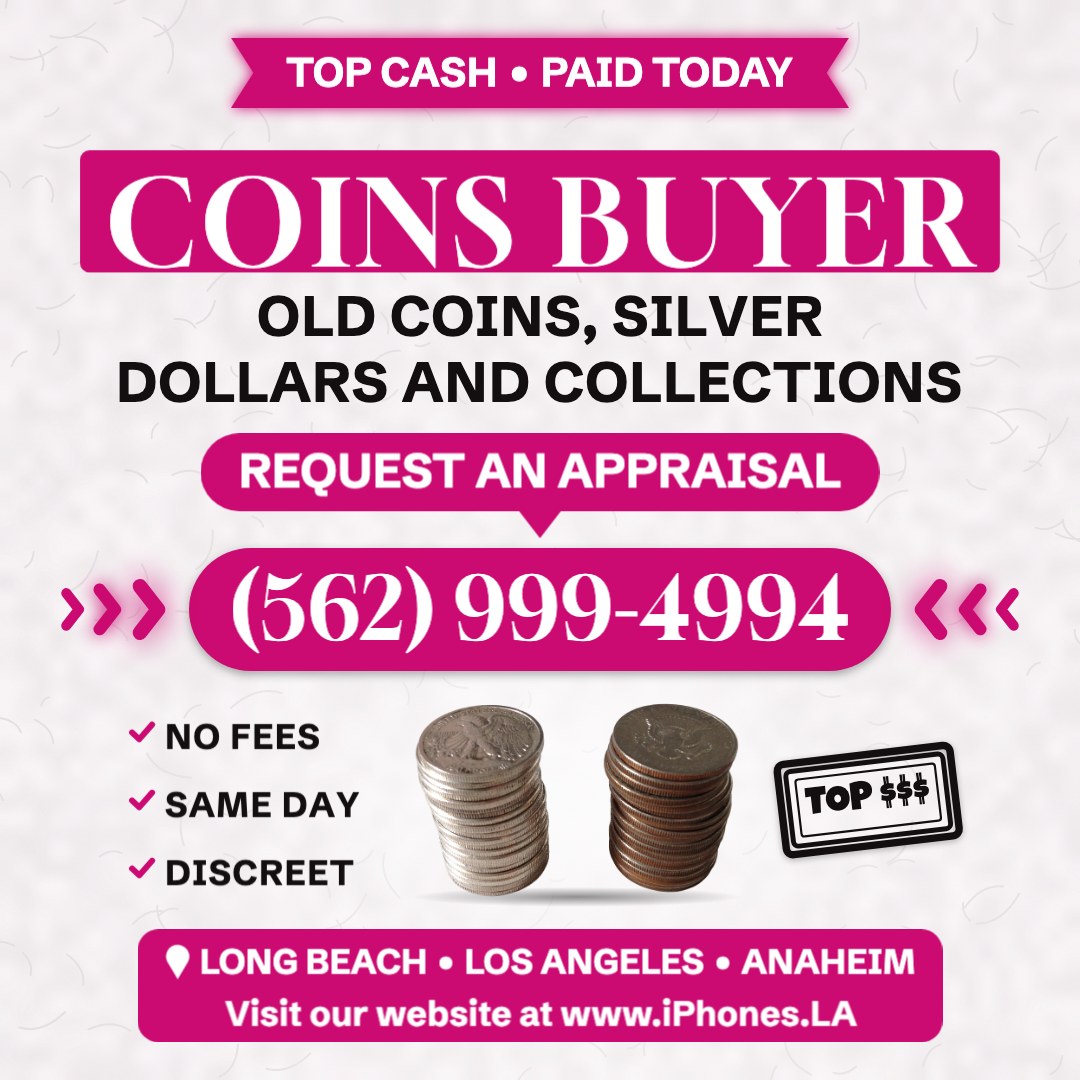 TOP CASH • PAID TODAY
COINS BUYER
OLD COINS, SILVER
DOLLARS AND COLLECTIONS
REQUEST AN APPRAISAL
(562) 999-4994
NO FEES
SAME DAY
DISCREET
TOP $$$
LONG BEACH • LOS ANGELES • ANAHEIM
Visit our website at www.iPhones.LA